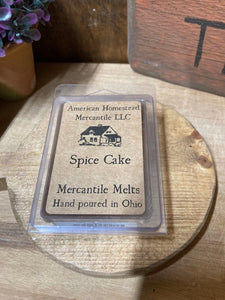 American Homestead
Mercantile LLC
Spice Cake
Mercantile Melts
Hand poured in Ohio